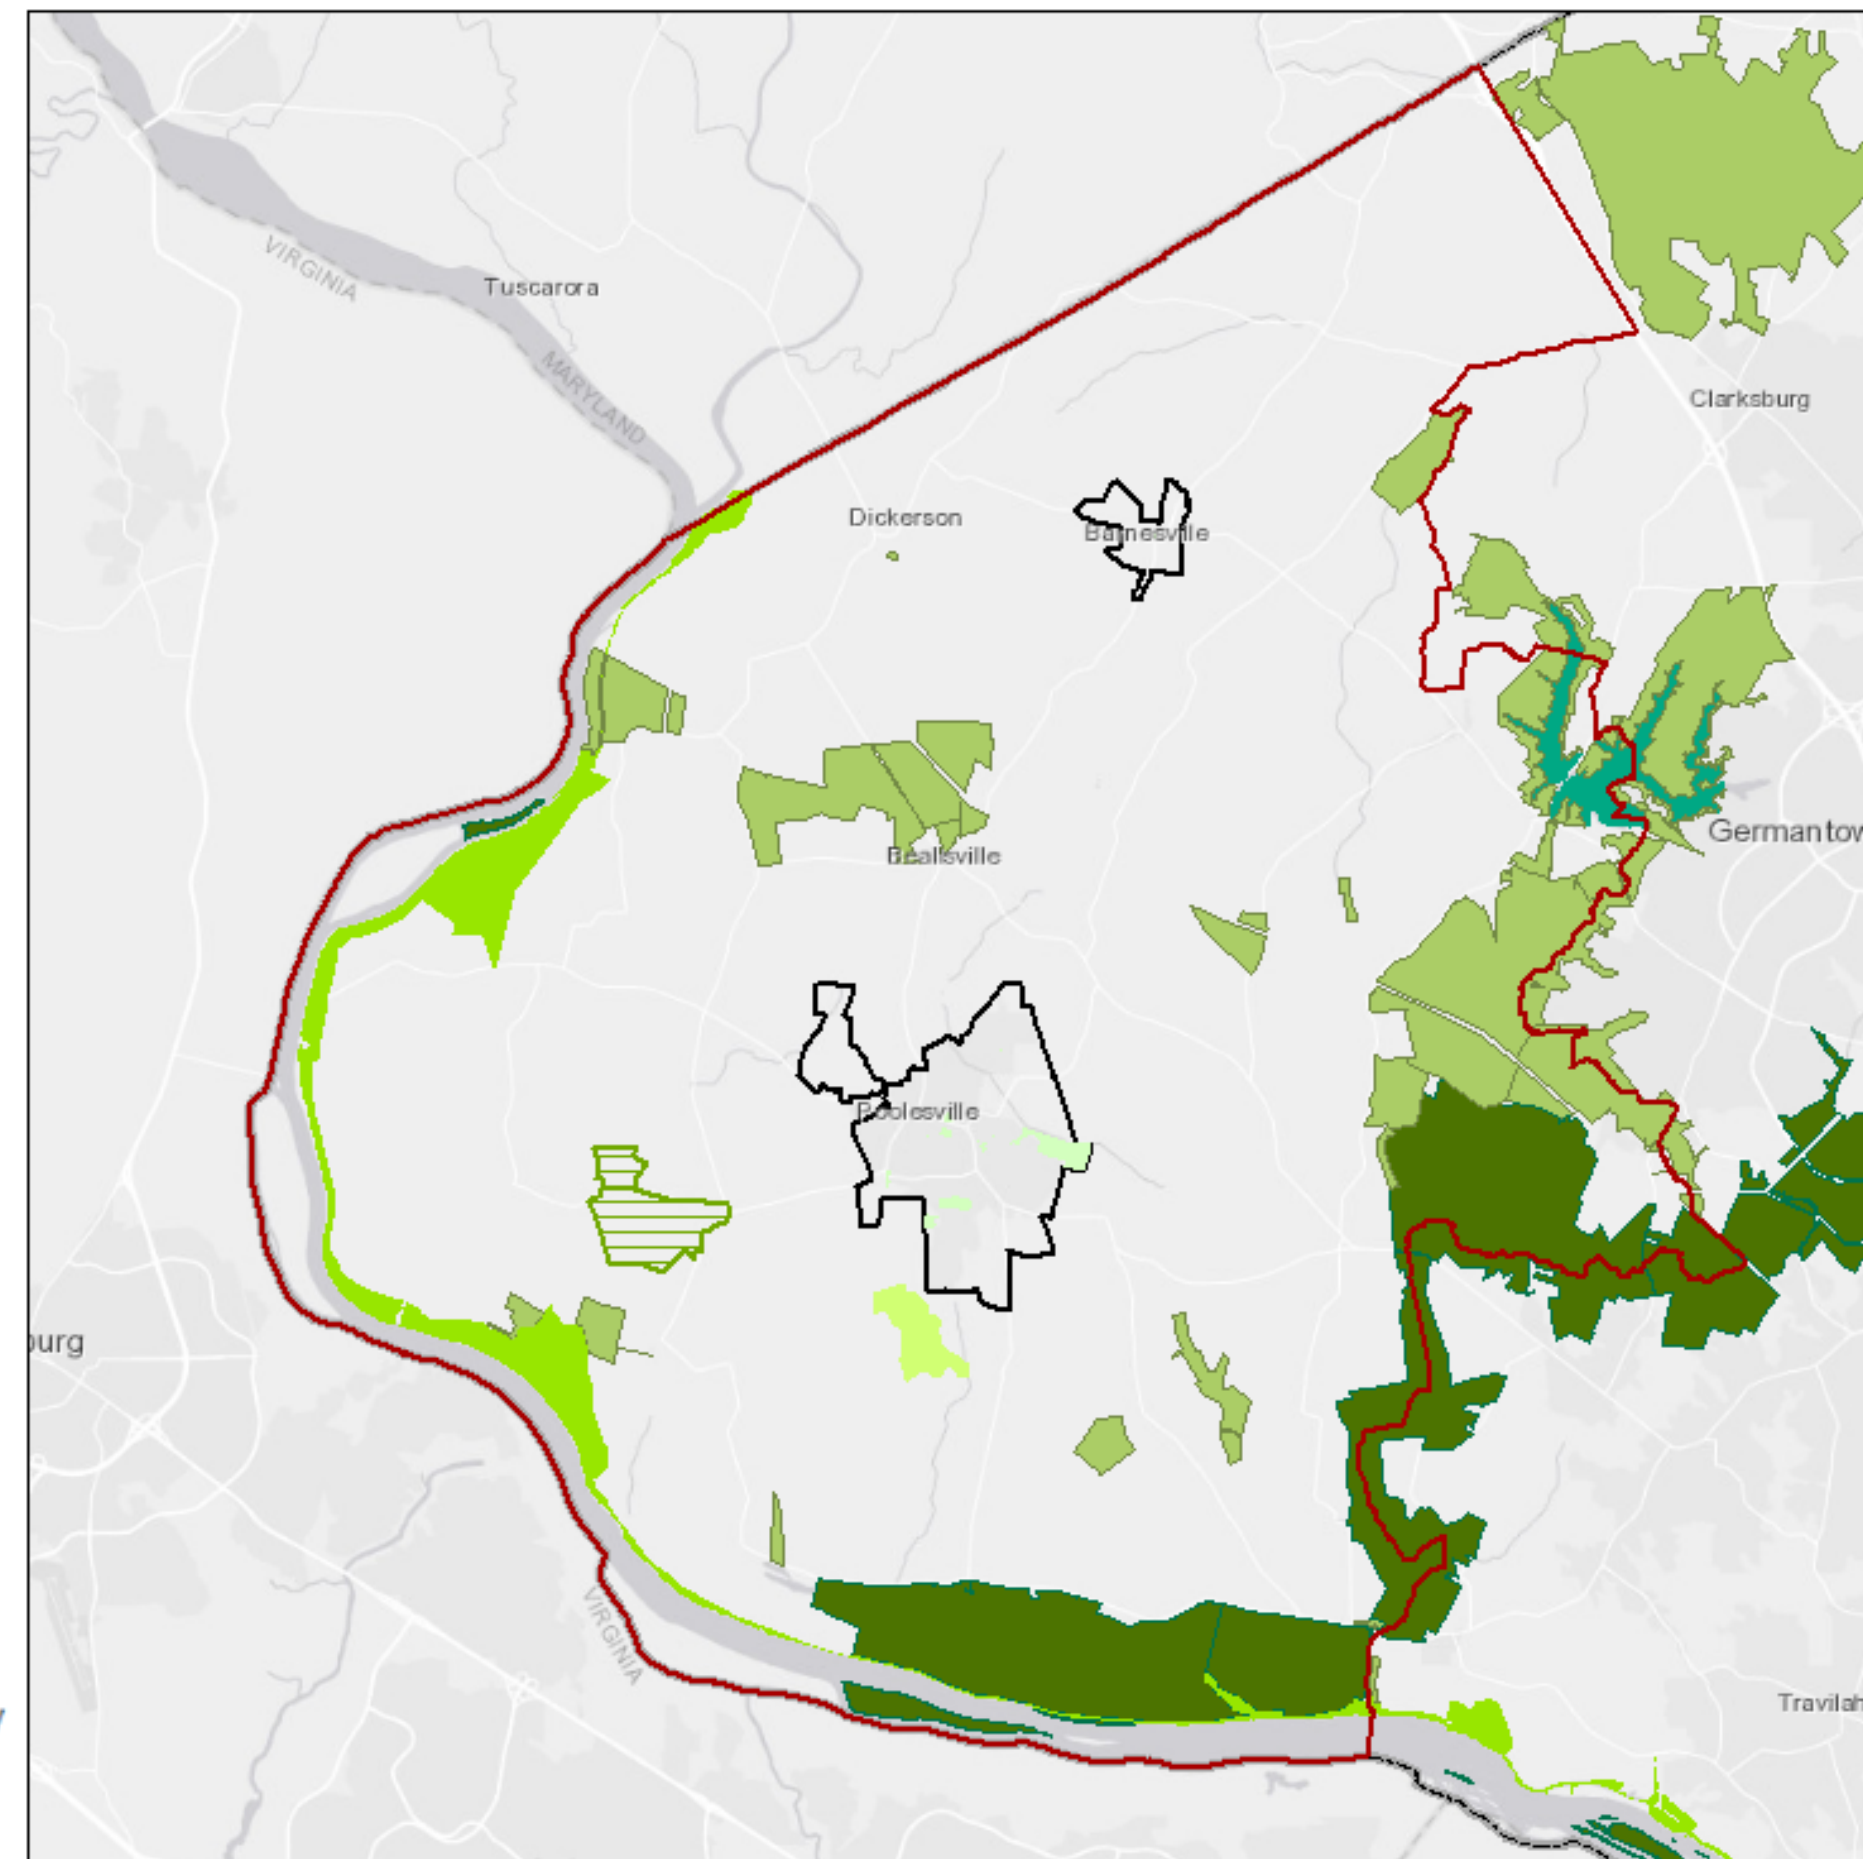 VIRGINIA
Tuscarora
MARYLAND
Clarksburg
Dickerson
Barnesville
Germantow
Beallsville
Poolesville
burg
VIRGINIA
Travilah